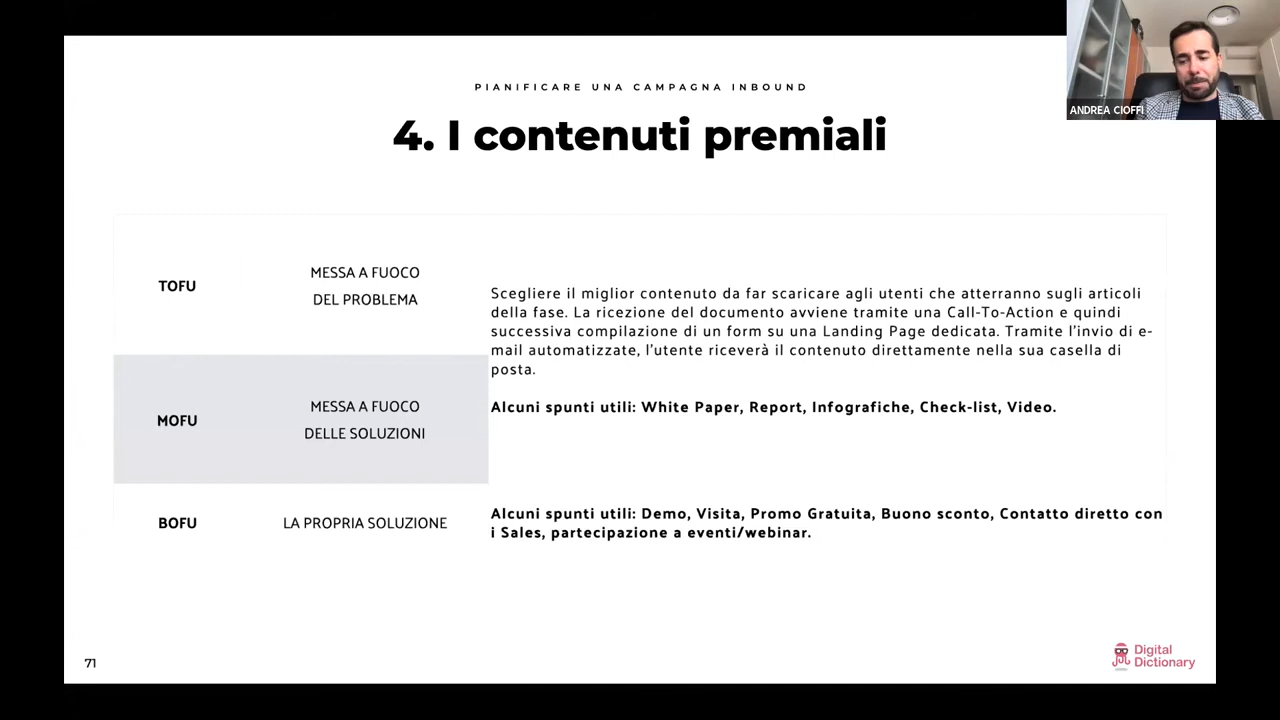 PIANIFICARE UNA CAMPAGNA INBOUND
4. I contenuti premiali
ANDREA CIOFFI
TOFU
MESSA A FUOCO
DEL PROBLEMA
Scegliere il miglior contenuto da far scaricare agli utenti che atterranno sugli articoli
della fase. La ricezione del documento avviene tramite una Call-To-Action e quindi
successiva compilazione di un form su una Landing Page dedicata. Tramite l'invio di e-
mail automatizzate, l'utente riceverà il contenuto direttamente nella sua casella di
posta.
Alcuni spunti utili: White Paper, Report, Infografiche, Check-list, Video.
MOFU
MESSA A FUOCO
DELLE SOLUZIONI
BOFU
LA PROPRIA SOLUZIONE
Alcuni spunti utili: Demo, Visita, Promo Gratuita, Buono sconto, Contatto diretto con
i Sales, partecipazione a eventi/webinar.
71
Digital
Dictionary